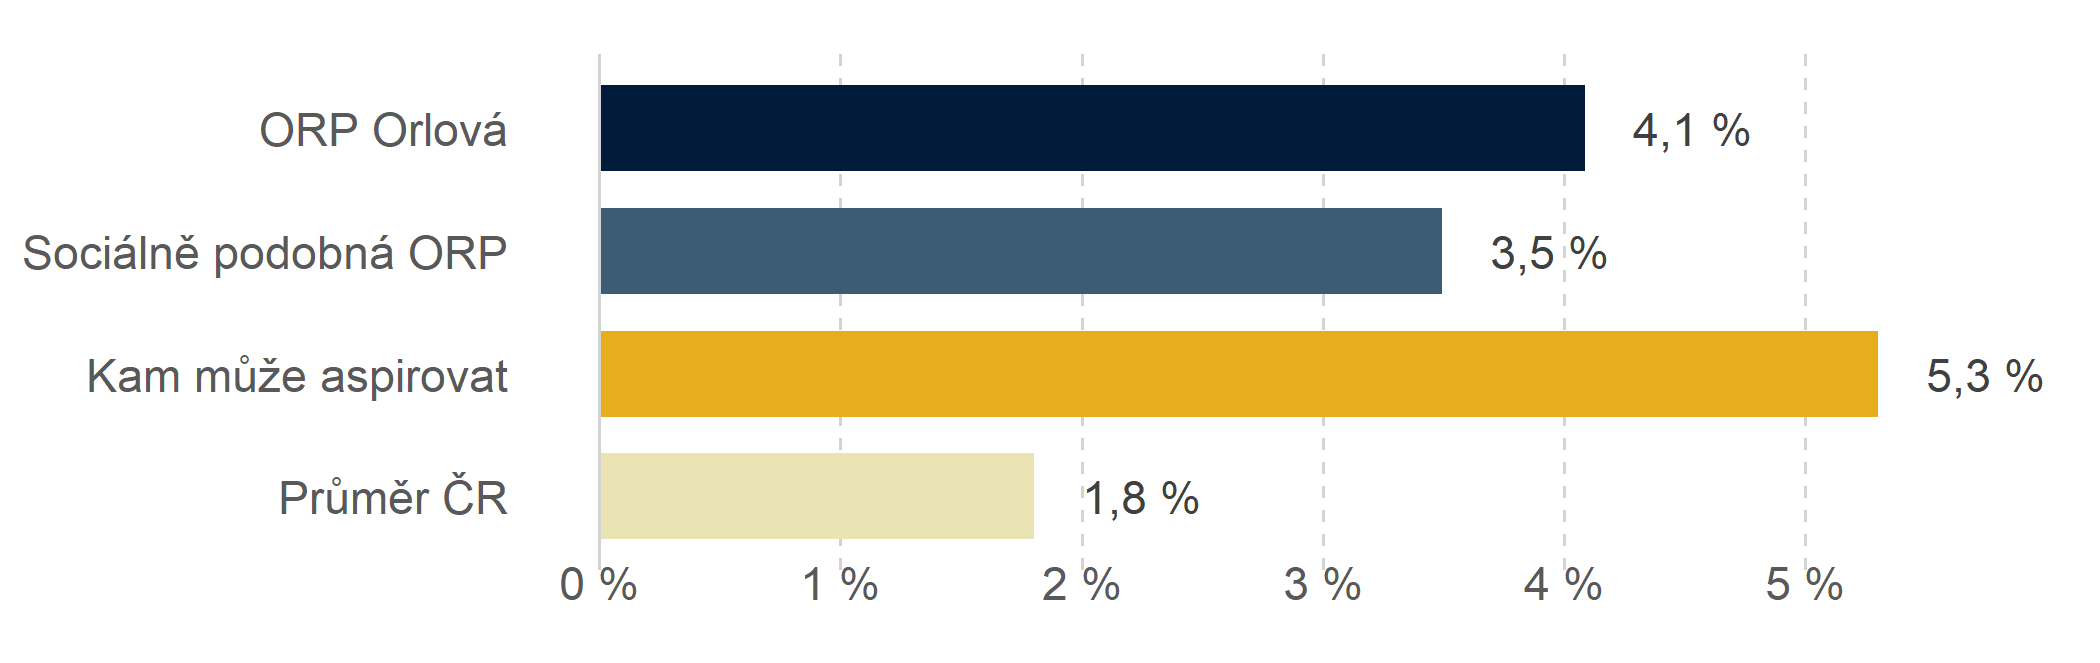 ORP Orlová 4,1 %
Sociálně podobná ORP 3,5 %
Kam může aspirovat 5,3 %
Průměr ČR 1,8 %
0 % 1 % 2 % 3 % 4 % 5 %